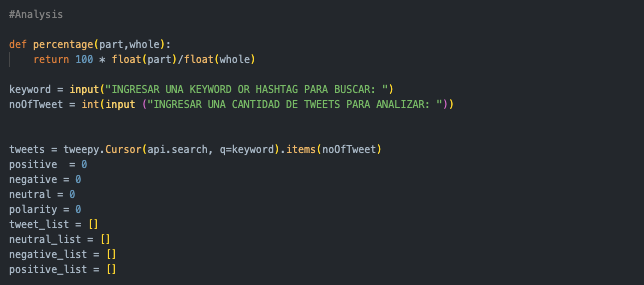 #Analysis
def percentage(part,whole):
    return 100 * float(part)/float(whole)
keyword = input("INGRESAR UNA KEYWORD OR HASHTAG PARA BUSCAR: ")
noOfTweet = int(input ("INGRESAR UNA CANTIDAD DE TWEETS PARA ANALIZAR: "))
tweets = tweepy.Cursor(api.search, q=keyword).items(noOfTweet)
positive  = 0
negative = 0
neutral = 0
polarity = 0
tweet_list = []
neutral_list = []
negative_list = []
positive_list = []